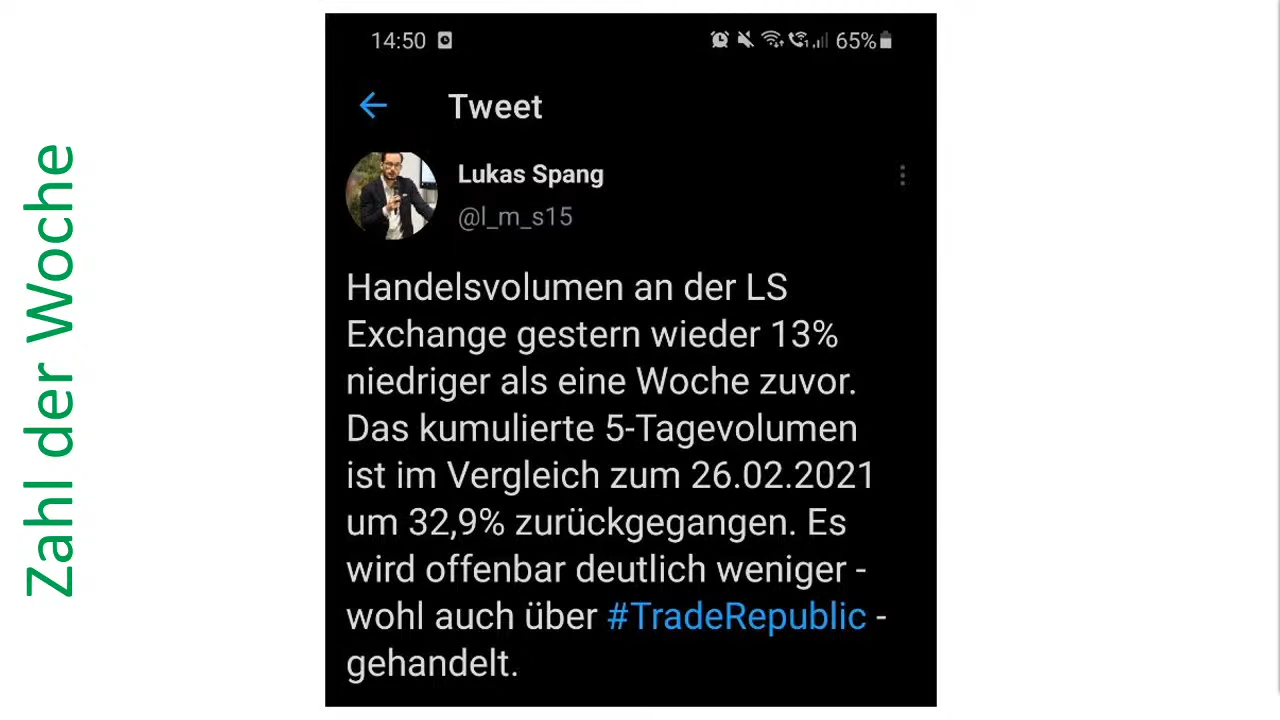 Zahl der Woche
14:50
65%
Tweet
Lukas Spang
@l_m_s15
Handelsvolumen an der LS
Exchange gestern wieder 13%
niedriger als eine Woche zuvor.
Das kumulierte 5-Tagevolumen
ist im Vergleich zum 26.02.2021
um 32,9% zurückgegangen. Es
wird offenbar deutlich weniger -
wohl auch über #TradeRepublic -
gehandelt.